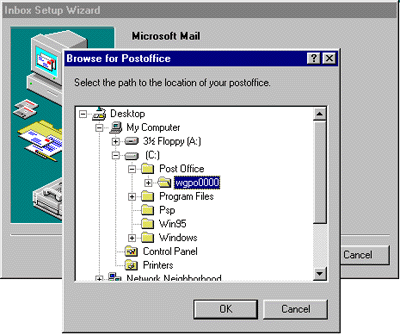 Inbox Setup Wizard
Microsoft Mail
Browse for Postoffice
Select the path to the location of your postoffice.
Desktop
My Computer
3½ Floppy (A:)
(C:)
Post Office
wgpo0000
Program Files
Psp
Win95
Windows
Control Panel
Printers
Network Neighborhood
Cancel
OK
Cancel